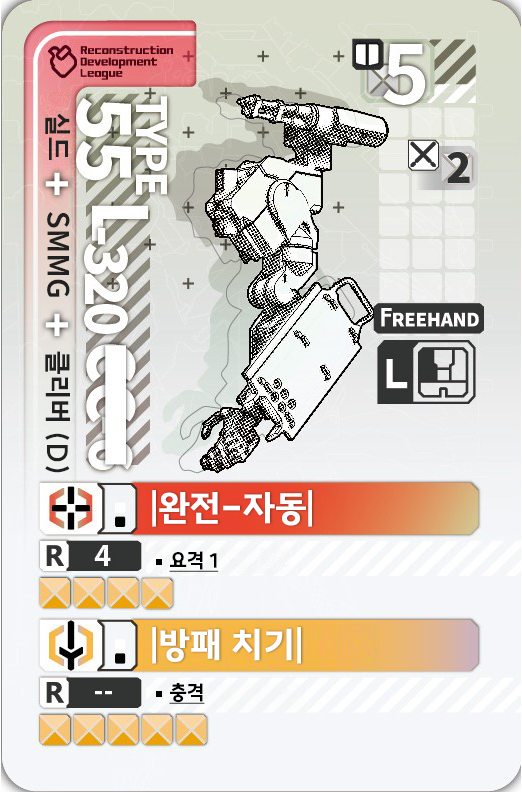 Reconstruction
Development
League
5
2
TYPE
55 L-320
실드 + SMMG + 클리버 (D)
FREEHAND
L
|완전-자동|
R 4
▪ 요격 1
|방패 치기|
R --
▪ 충격